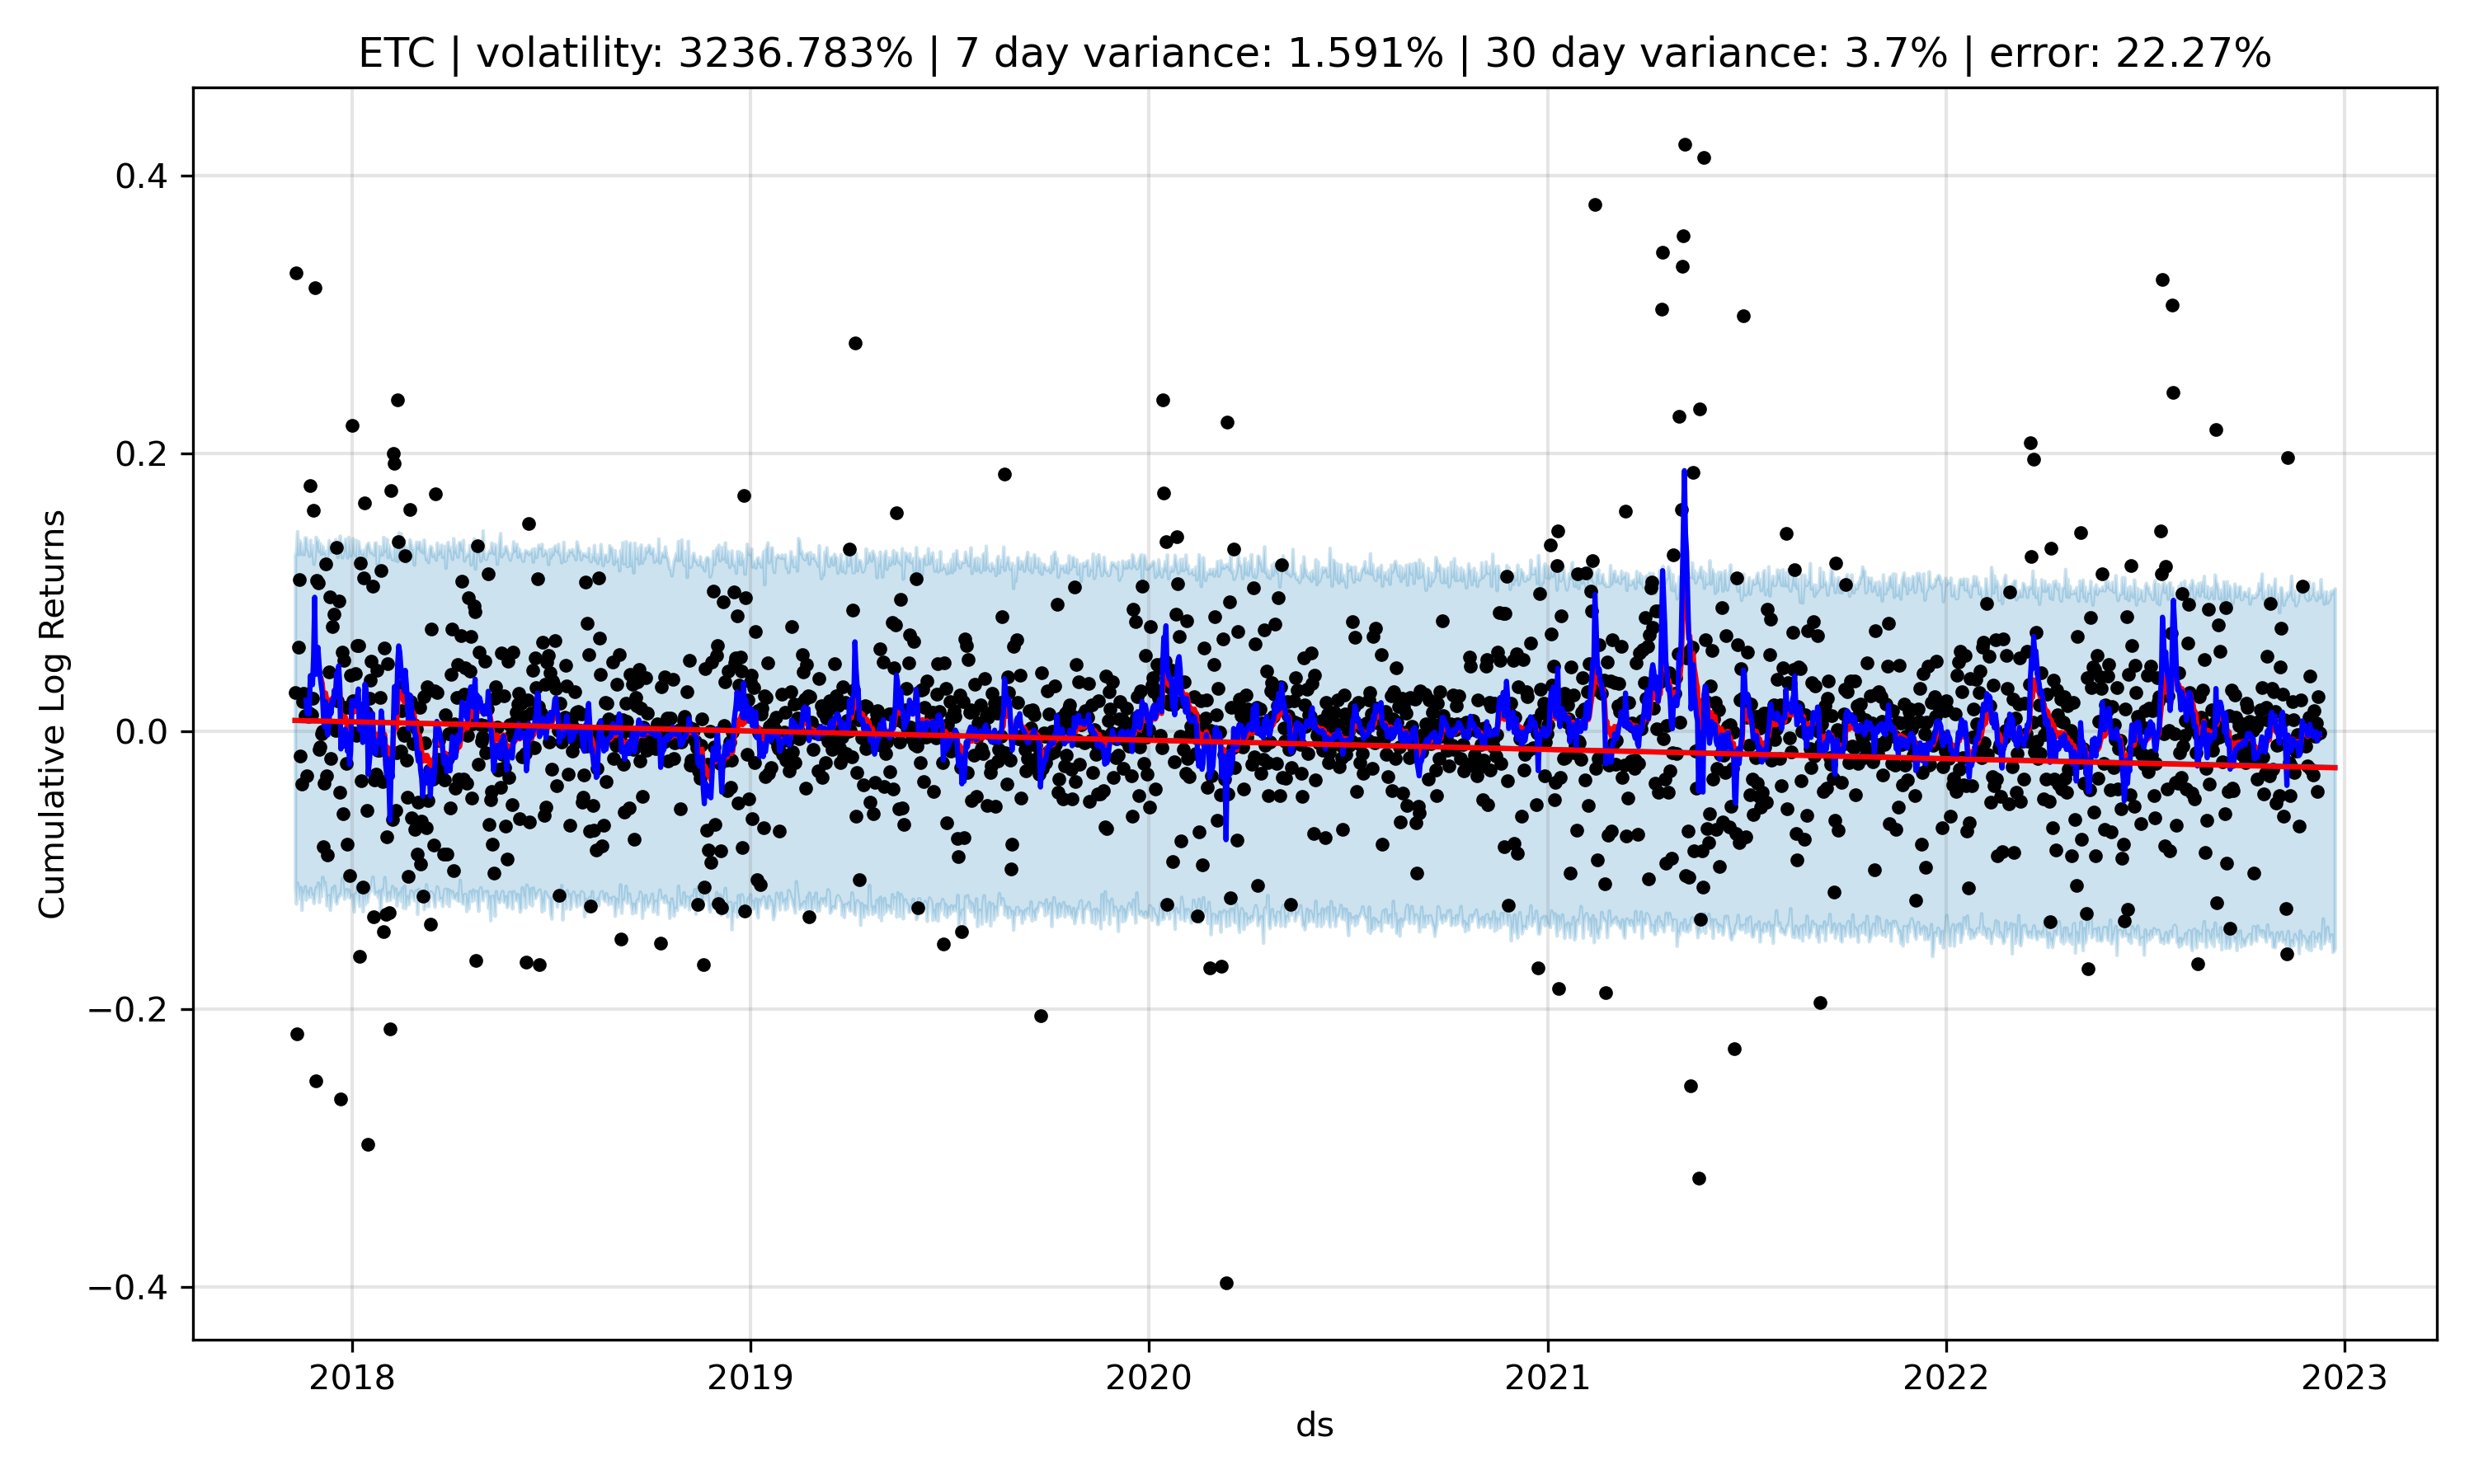 ETC | volatility: 3236.783% | 7 day variance: 1.591% | 30 day variance: 3.7% | error: 22.27%
Cumulative Log Returns
0.4
0.2
0.0
−0.2
−0.4
2018 2019 2020 2021 2022 2023
ds